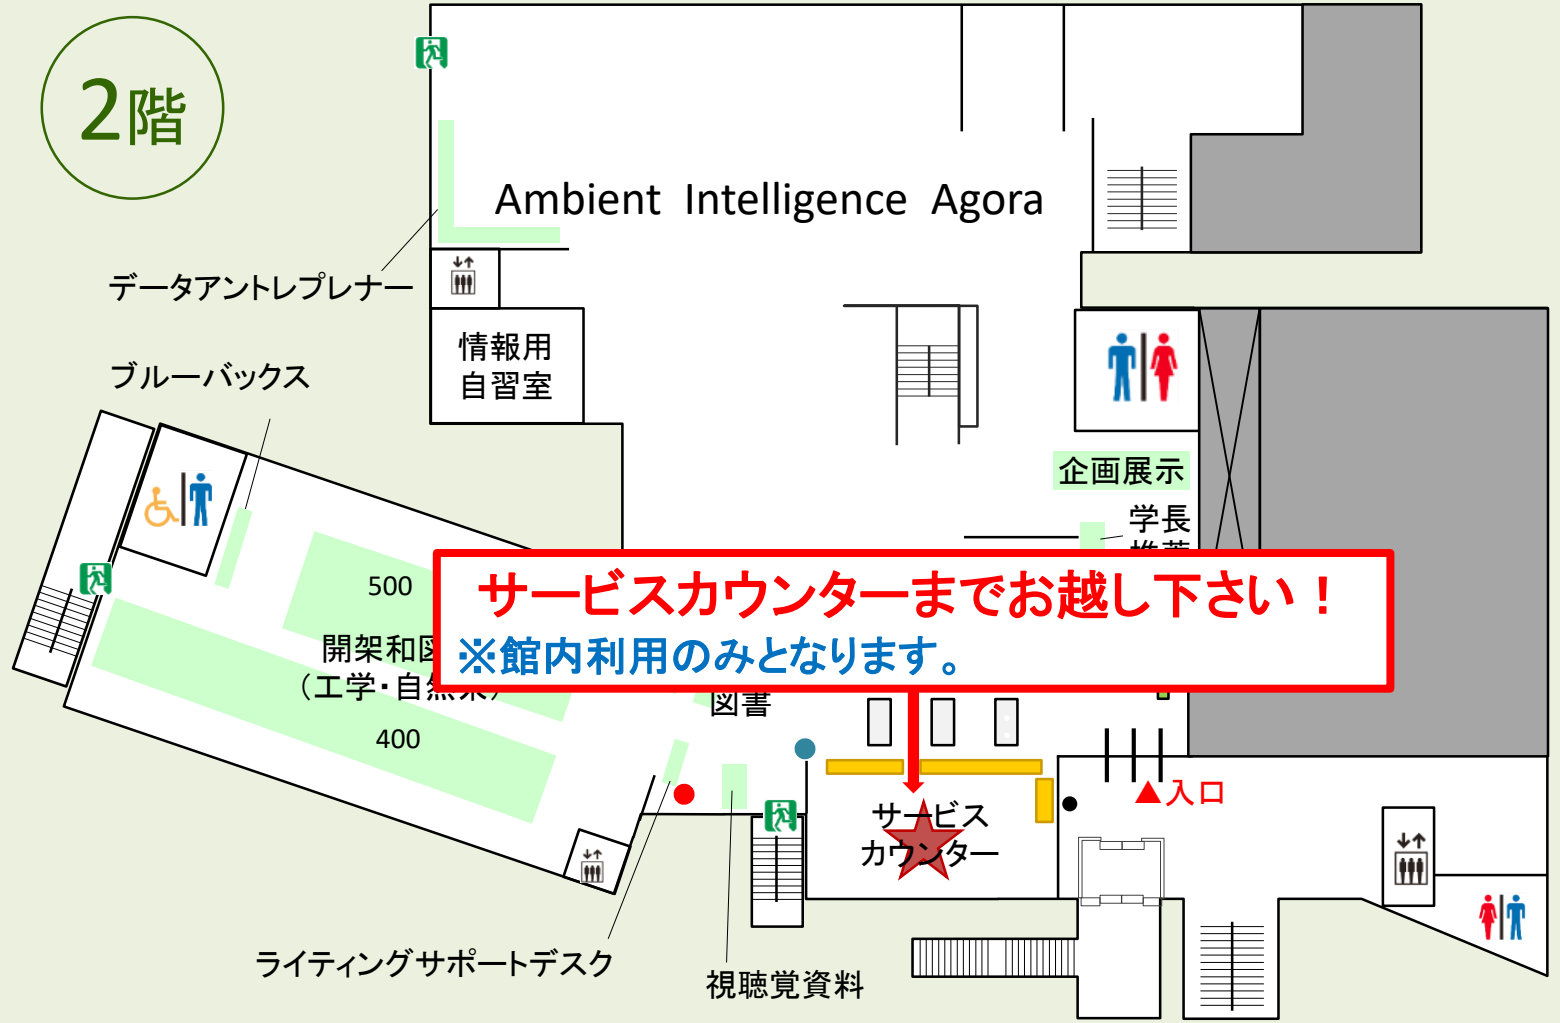 2階
Ambient Intelligence Agora
データアントレプレナー
情報用
自習室
ブルーバックス
企画展示
学長
500
サービスカウンターまでお越し下さい！
※館内利用のみとなります。
開架和図
（工学・自然系）
図書
400
入口
サービス
カウンター
ライティングサポートデスク
視聴覚資料